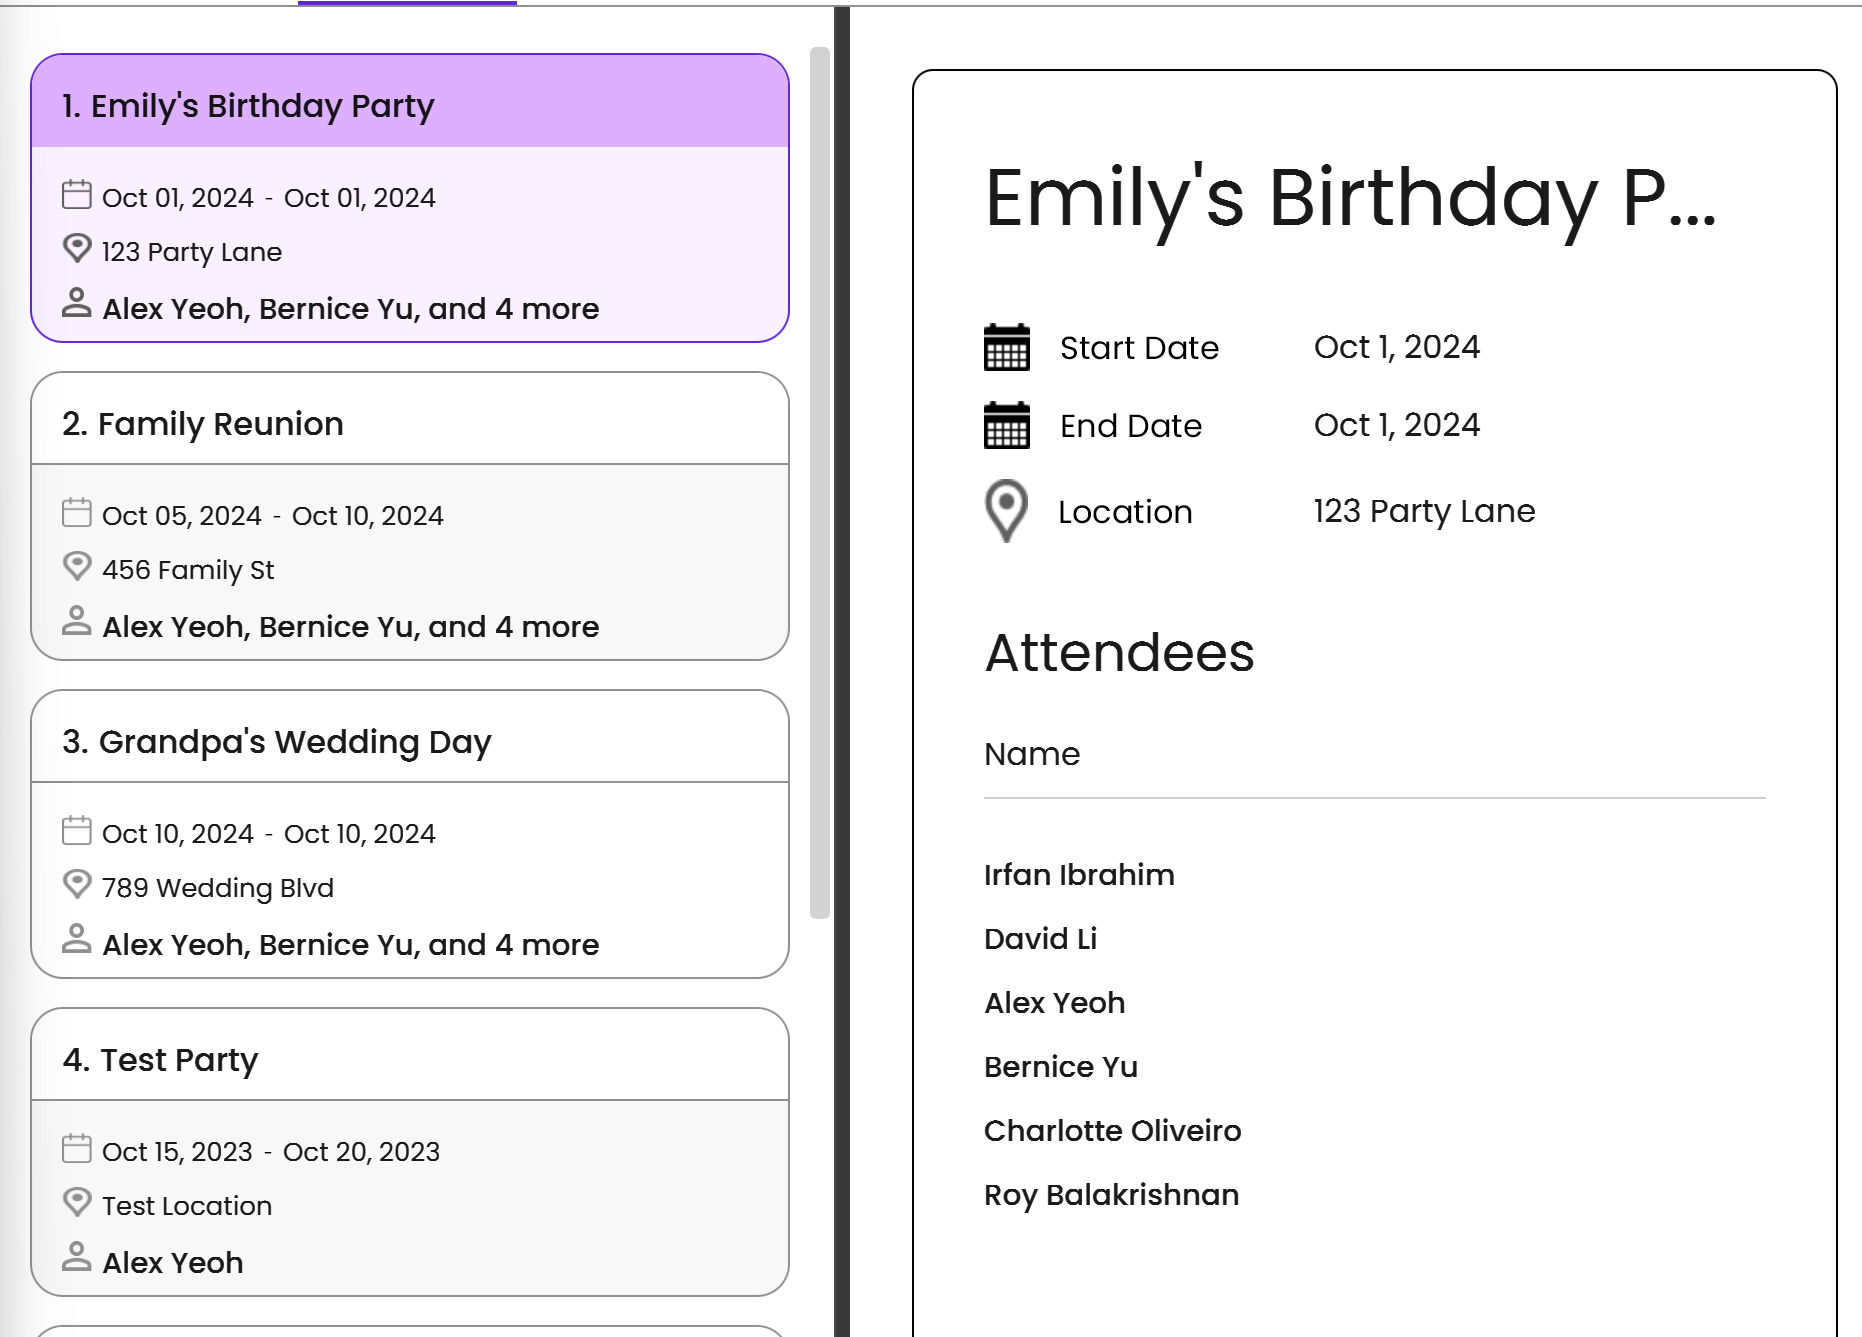 1. Emily's Birthday Party
Oct 01, 2024 - Oct 01, 2024
123 Party Lane
Alex Yeoh, Bernice Yu, and 4 more
2. Family Reunion
Oct 05, 2024 - Oct 10, 2024
456 Family St
Alex Yeoh, Bernice Yu, and 4 more
3. Grandpa's Wedding Day
Oct 10, 2024 - Oct 10, 2024
789 Wedding Blvd
Alex Yeoh, Bernice Yu, and 4 more
4. Test Party
Oct 15, 2023 - Oct 20, 2023
Test Location
Alex Yeoh
Emily's Birthday P...
Start Date Oct 1, 2024
End Date Oct 1, 2024
Location 123 Party Lane
Attendees
Name
Irfan Ibrahim
David Li
Alex Yeoh
Bernice Yu
Charlotte Oliveiro
Roy Balakrishnan